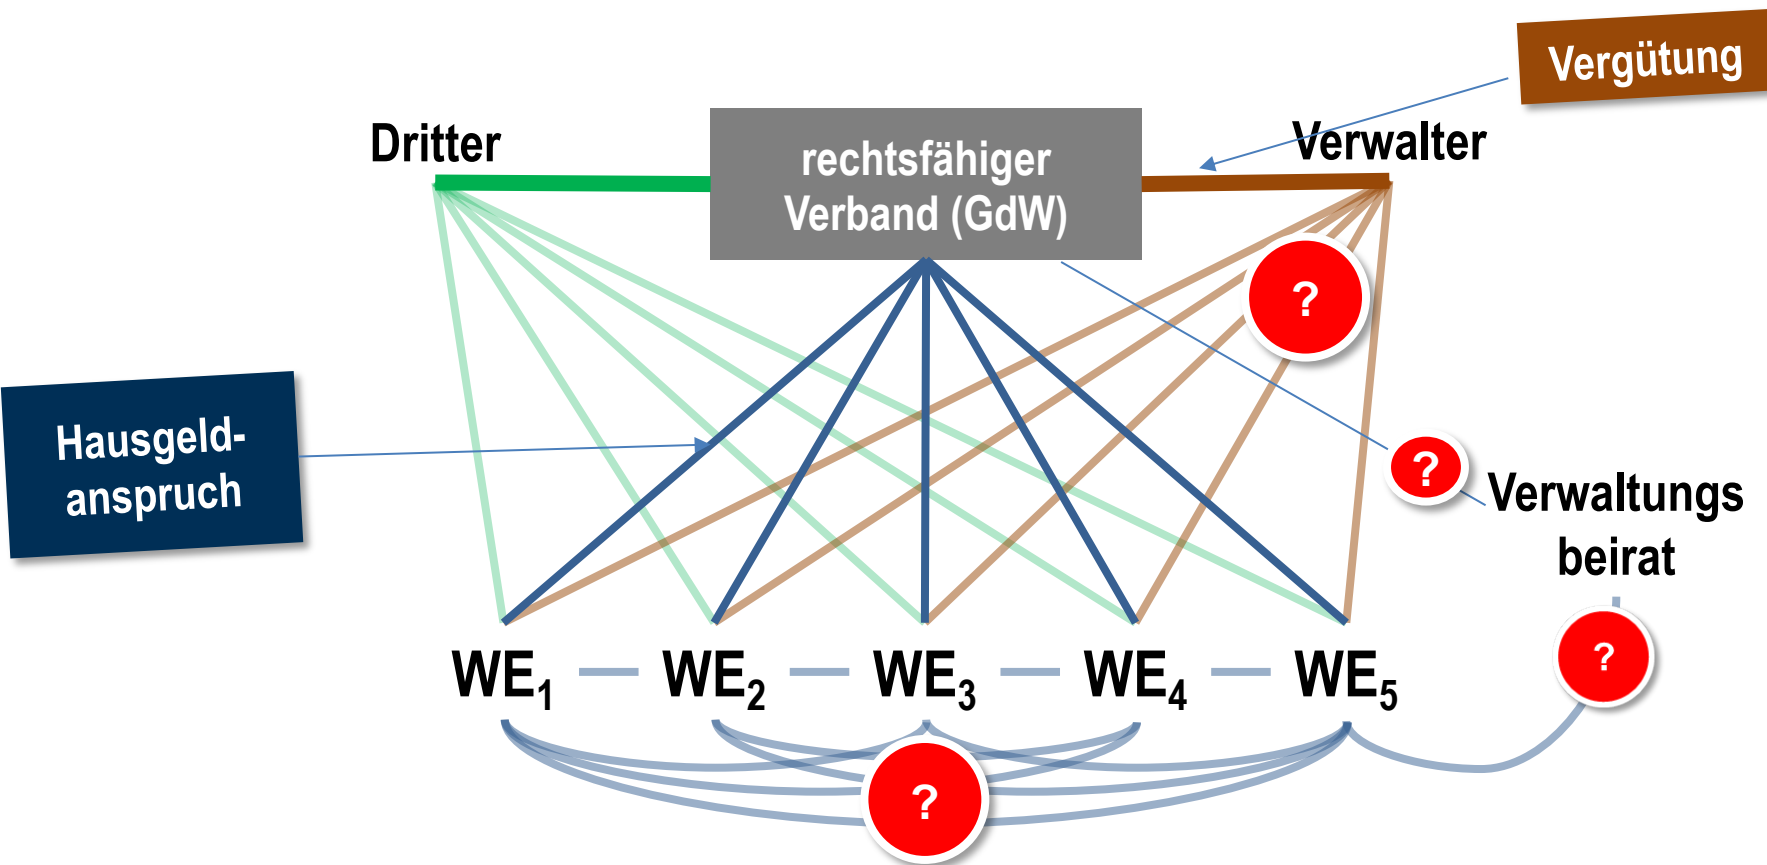 Vergütung
Dritter
rechtsfähiger
Verband (GdW)
Verwalter
?
Hausgeld-
anspruch
?
Verwaltungs
beirat
?
WE₁
WE₂
WE₃
WE₄
WE₅
?